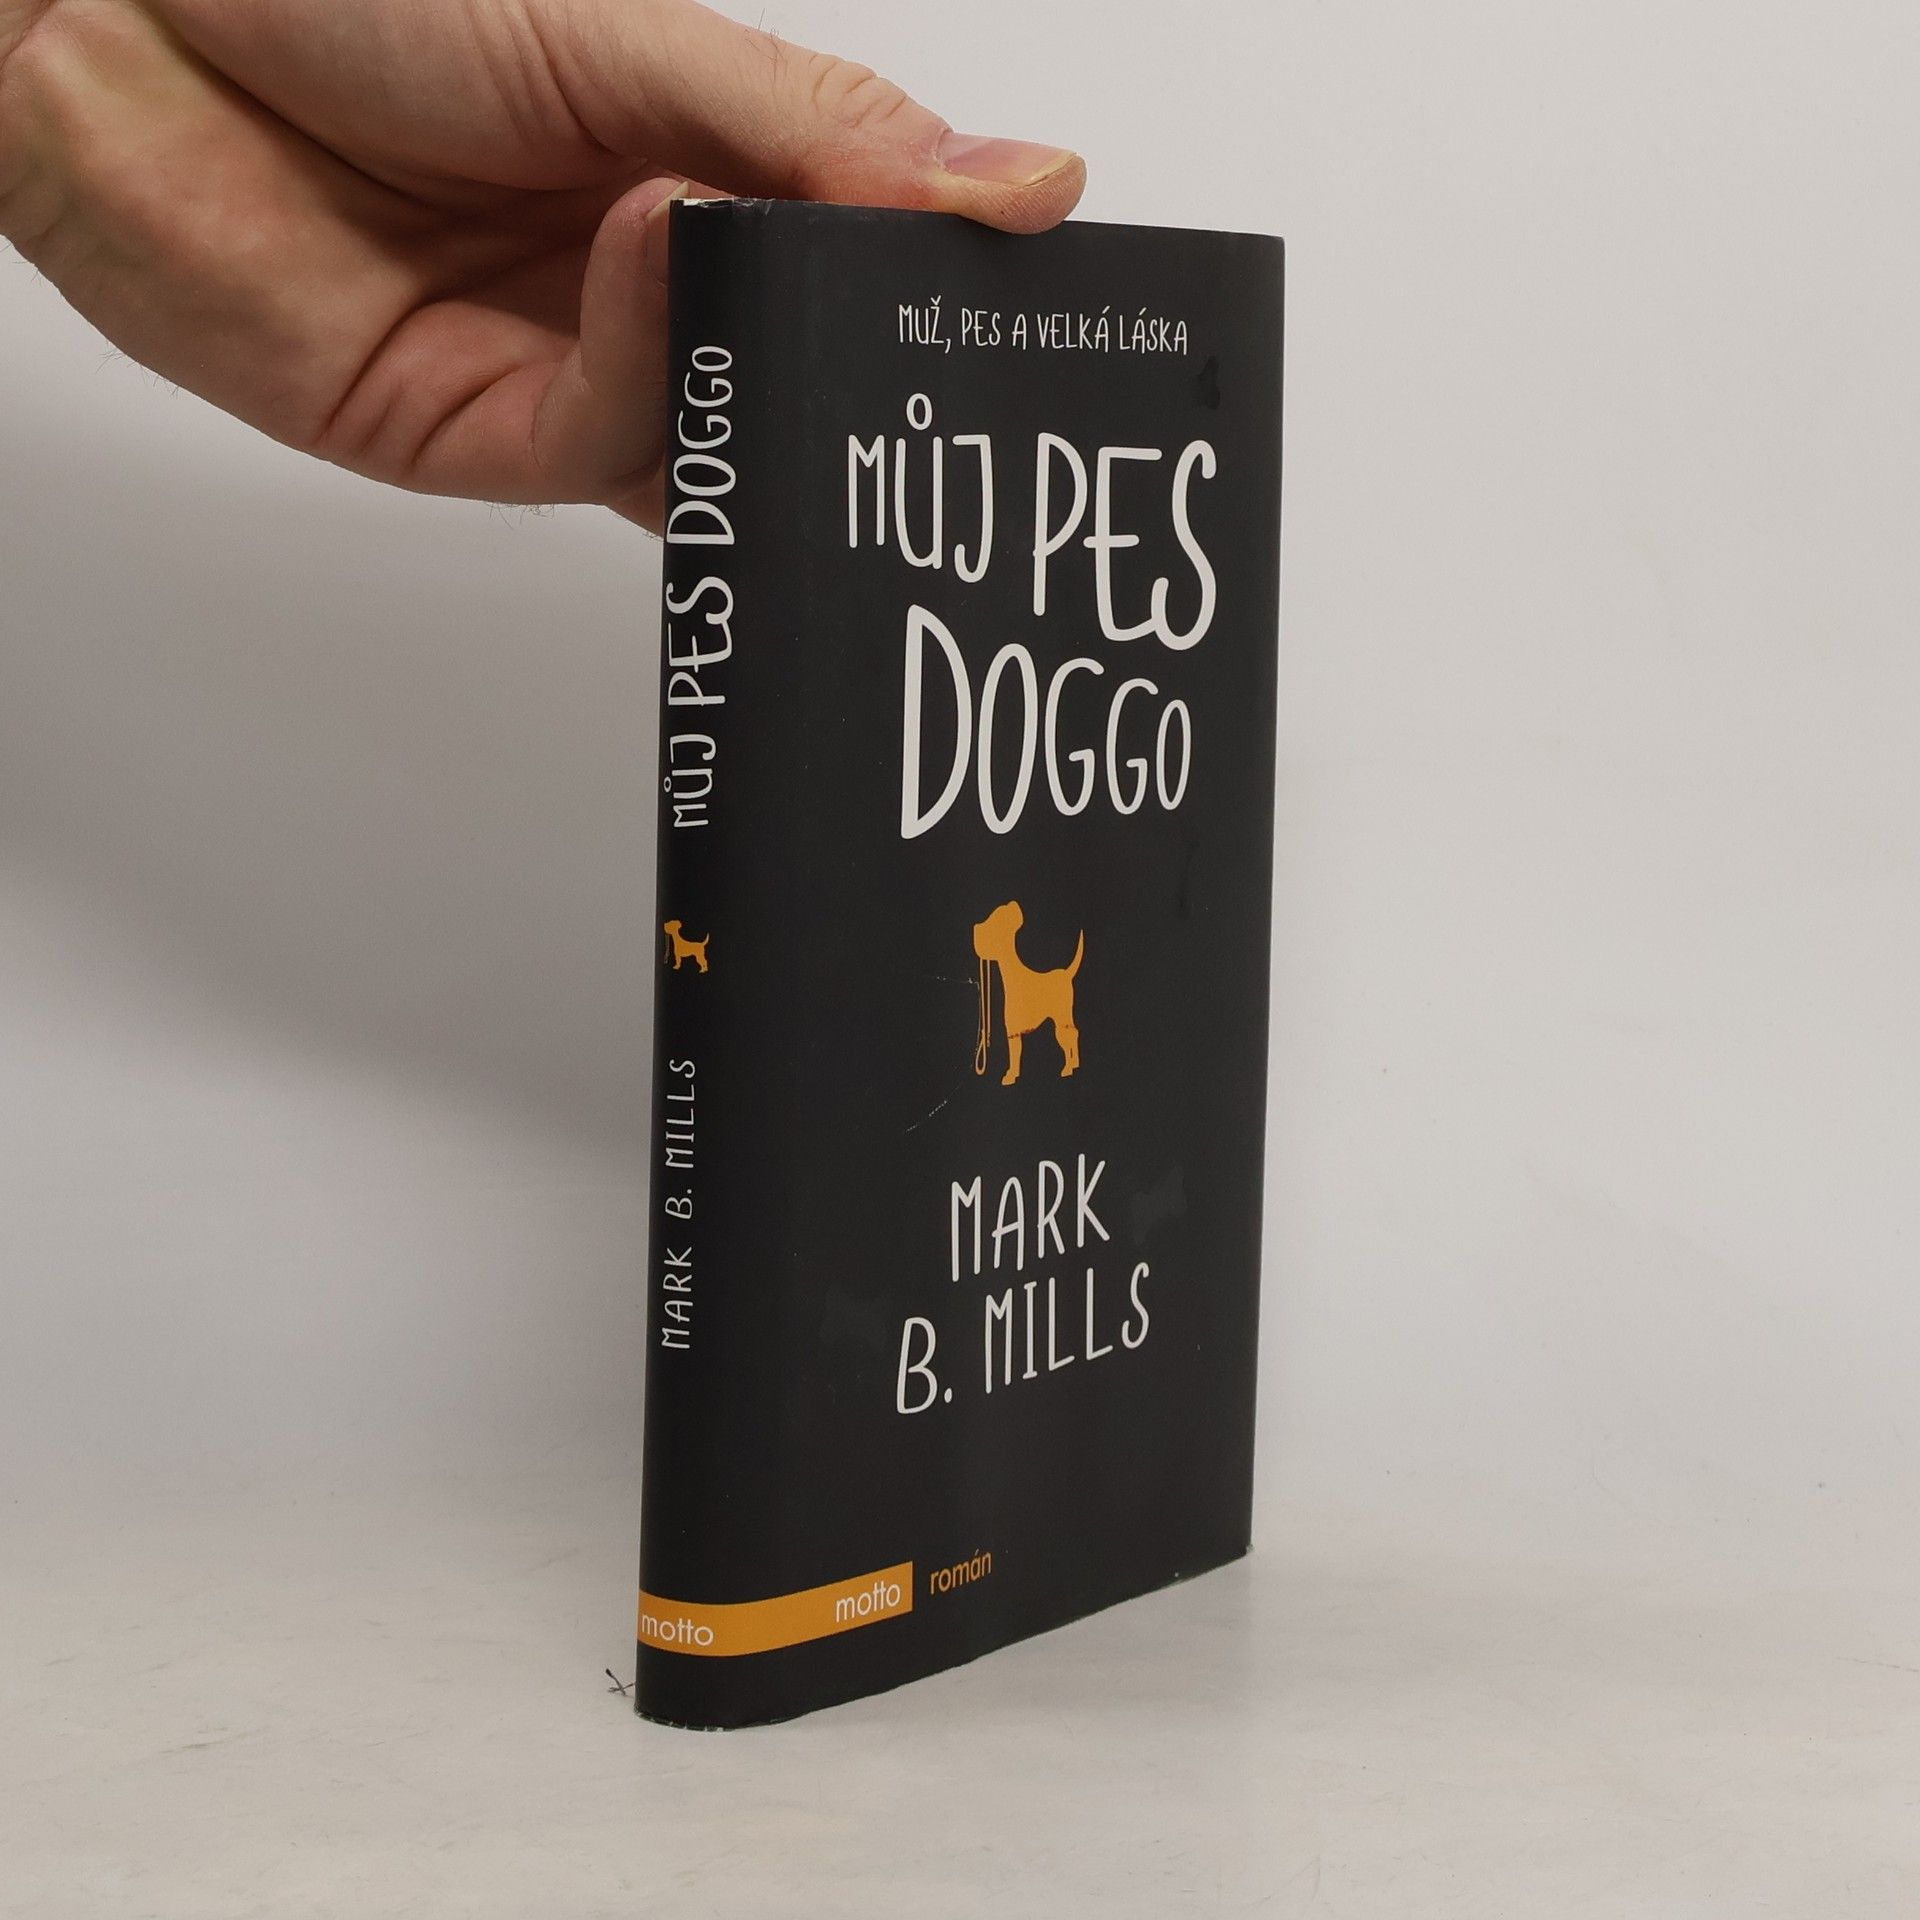 MUŽ, PES A VELKÁ LÁSKA
MŮJ PES
DOGGO
MARK
B. MILLS
motto román
MŮJ PES DOGGO
MARK B. MILLS
motto